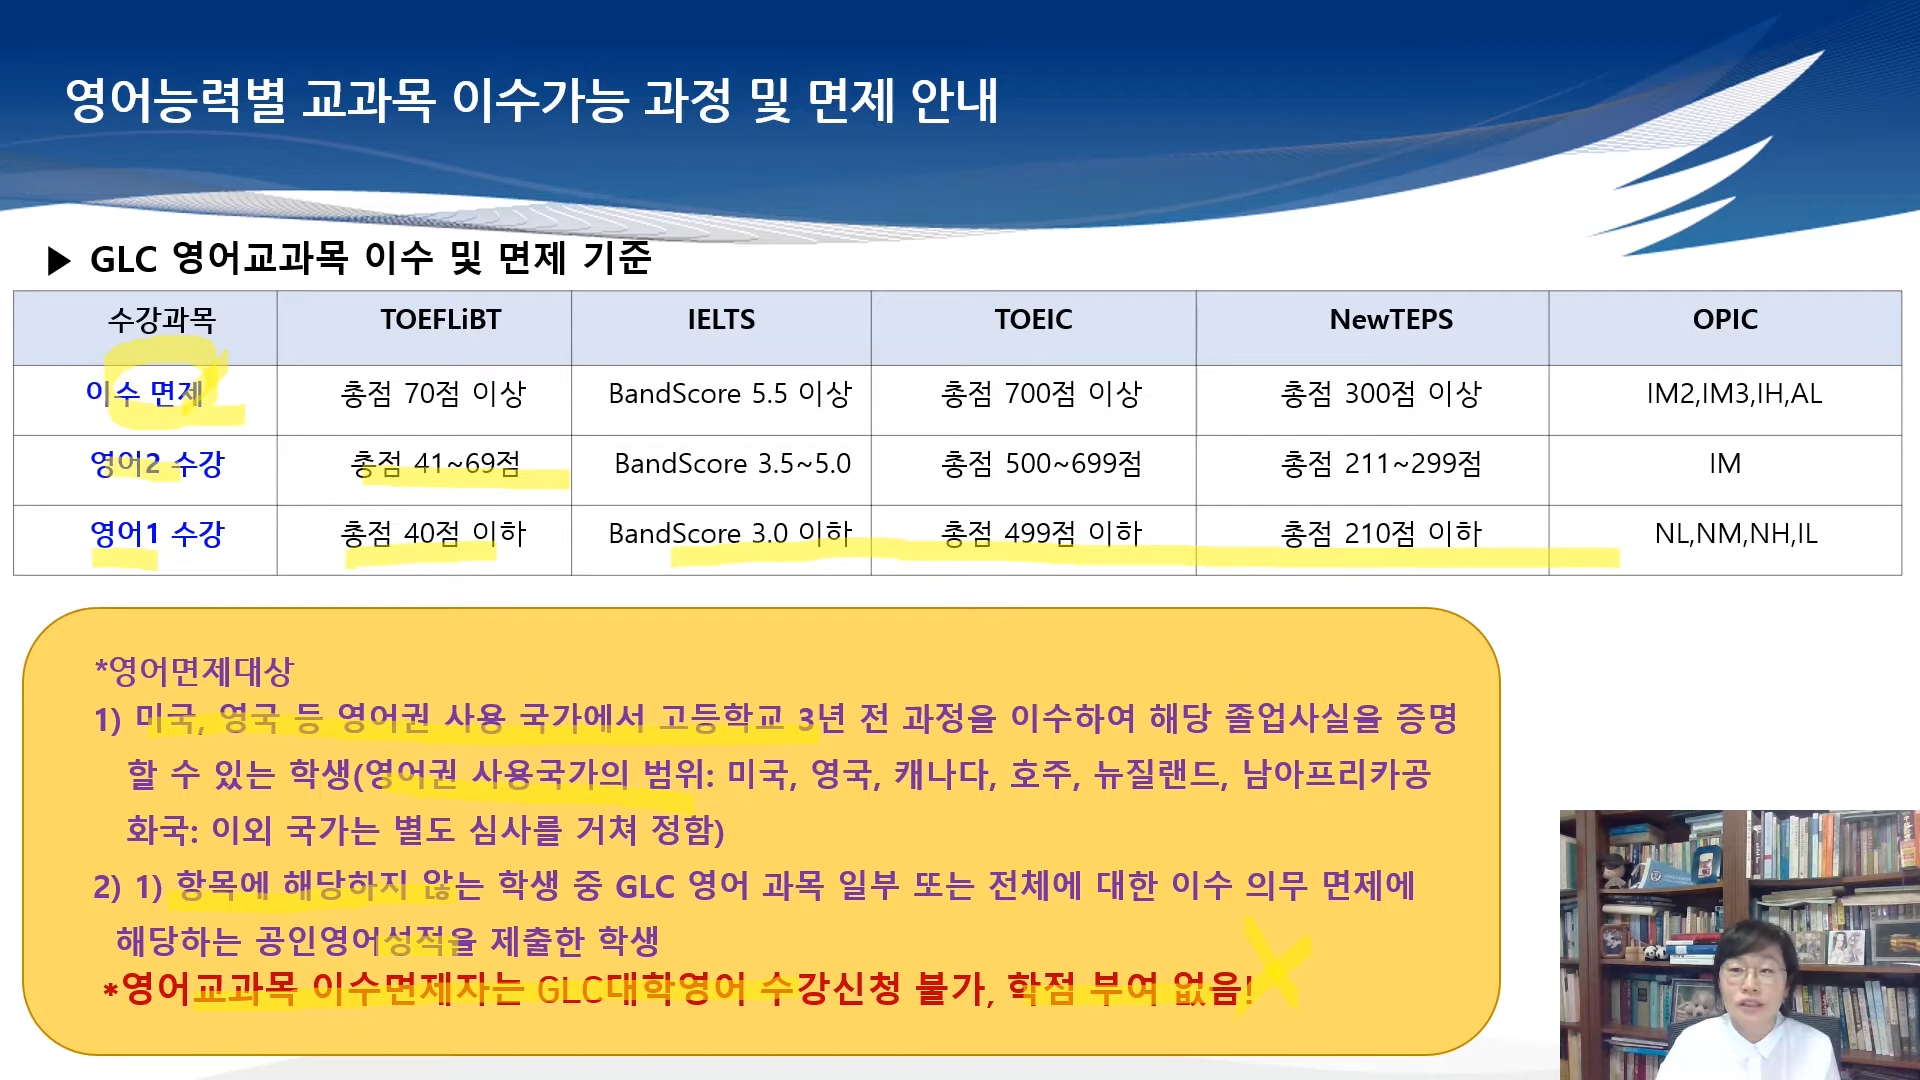 영어능력별 교과목 이수가능 과정 및 면제 안내
▶ GLC 영어교과목 이수 및 면제 기준
수강과목 TOEFLiBT IELTS TOEIC NewTEPS OPIC
이수 면제 총점 70점 이상 BandScore 5.5 이상 총점 700점 이상 총점 300점 이상 IM2,IM3,IH,AL
영어2 수강 총점 41~69점 BandScore 3.5~5.0 총점 500~699점 총점 211~299점 IM
영어1 수강 총점 40점 이하 BandScore 3.0 이하 총점 499점 이하 총점 210점 이하 NL,NM,NH,IL
*영어면제대상
1) 미국, 영국 등 영어권 사용 국가에서 고등학교 3년 전 과정을 이수하여 해당 졸업사실을 증명
할 수 있는 학생(영어권 사용국가의 범위: 미국, 영국, 캐나다, 호주, 뉴질랜드, 남아프리카공
화국: 이외 국가는 별도 심사를 거쳐 정함)
2) 1) 항목에 해당하지 않는 학생 중 GLC 영어 과목 일부 또는 전체에 대한 이수 의무 면제에
해당하는 공인영어성적을 제출한 학생
*영어교과목 이수면제자는 GLC대학영어 수강신청 불가, 학점 부여 없음!